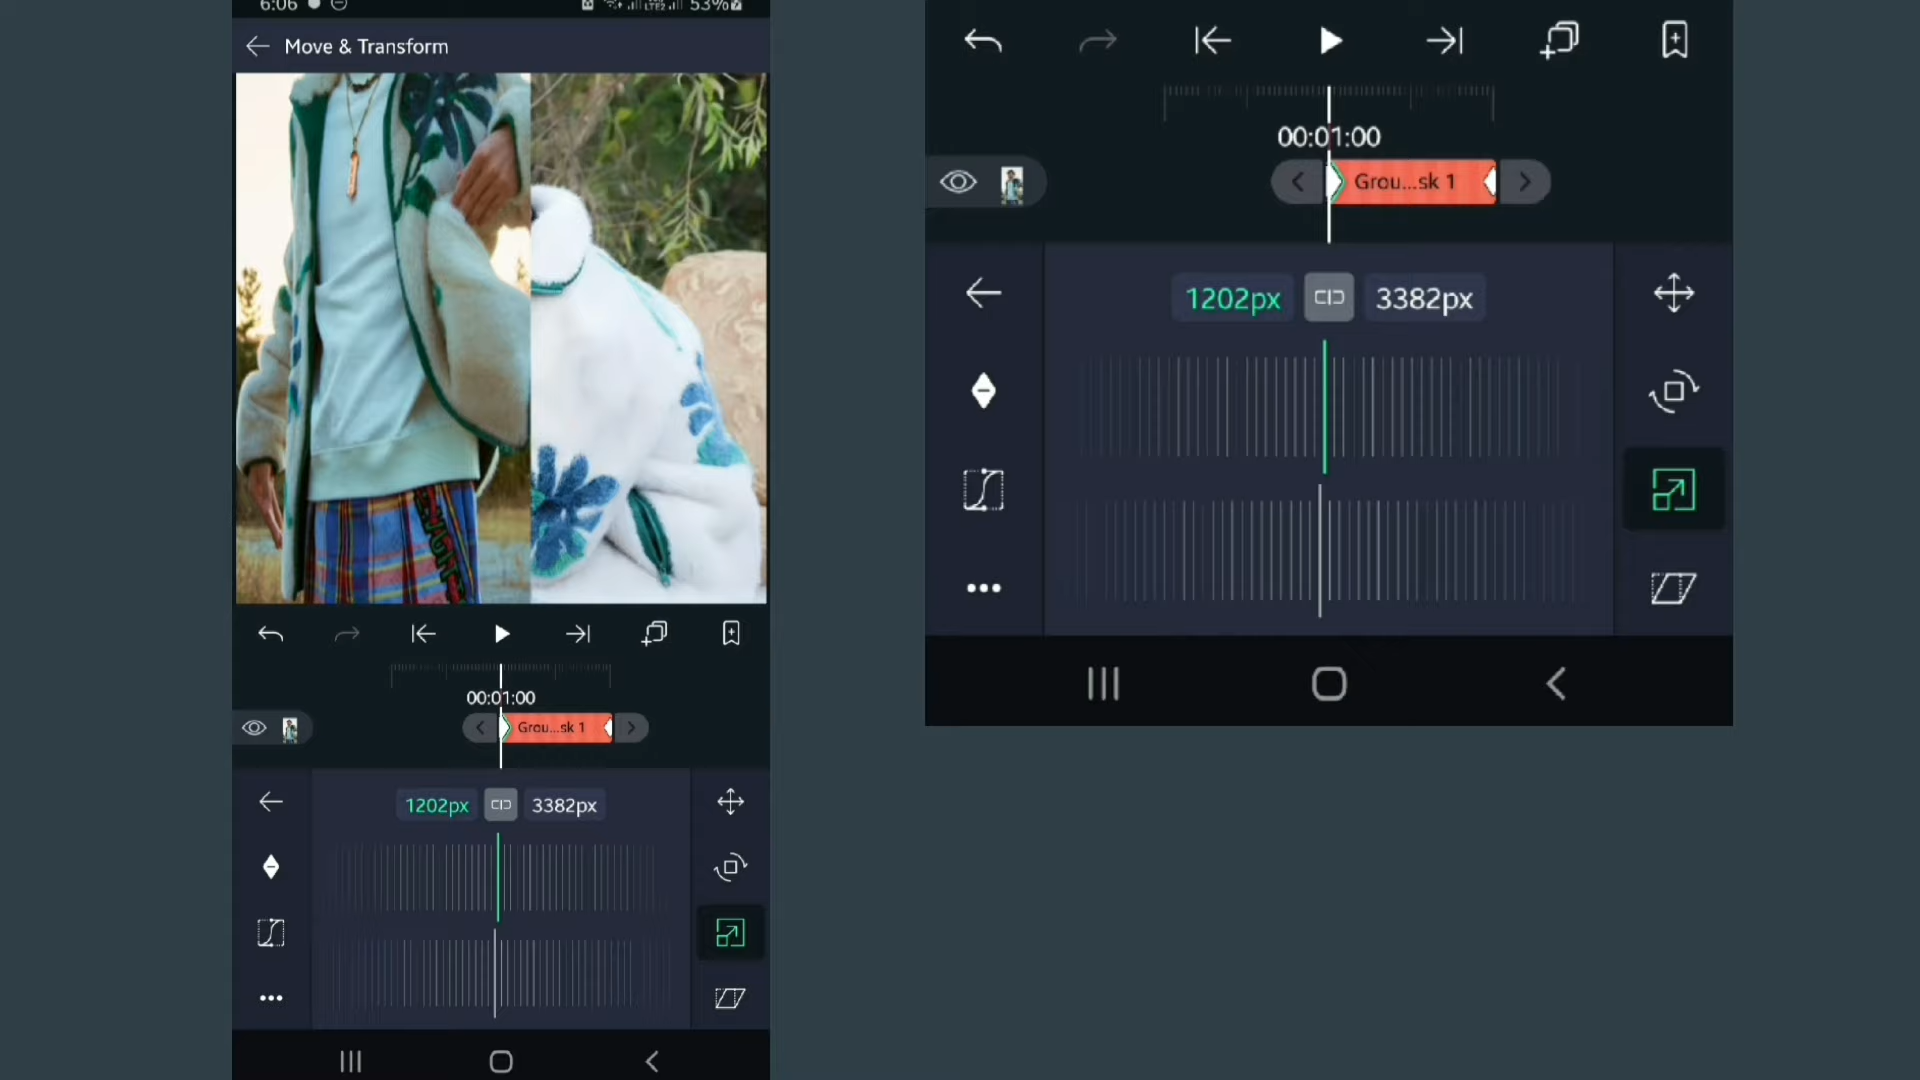 6:06
LTE2 53%
Move & Transform
00:01:00
Grou...sk 1
1202px
3382px
00:01:00
Grou...sk 1
1202px
3382px